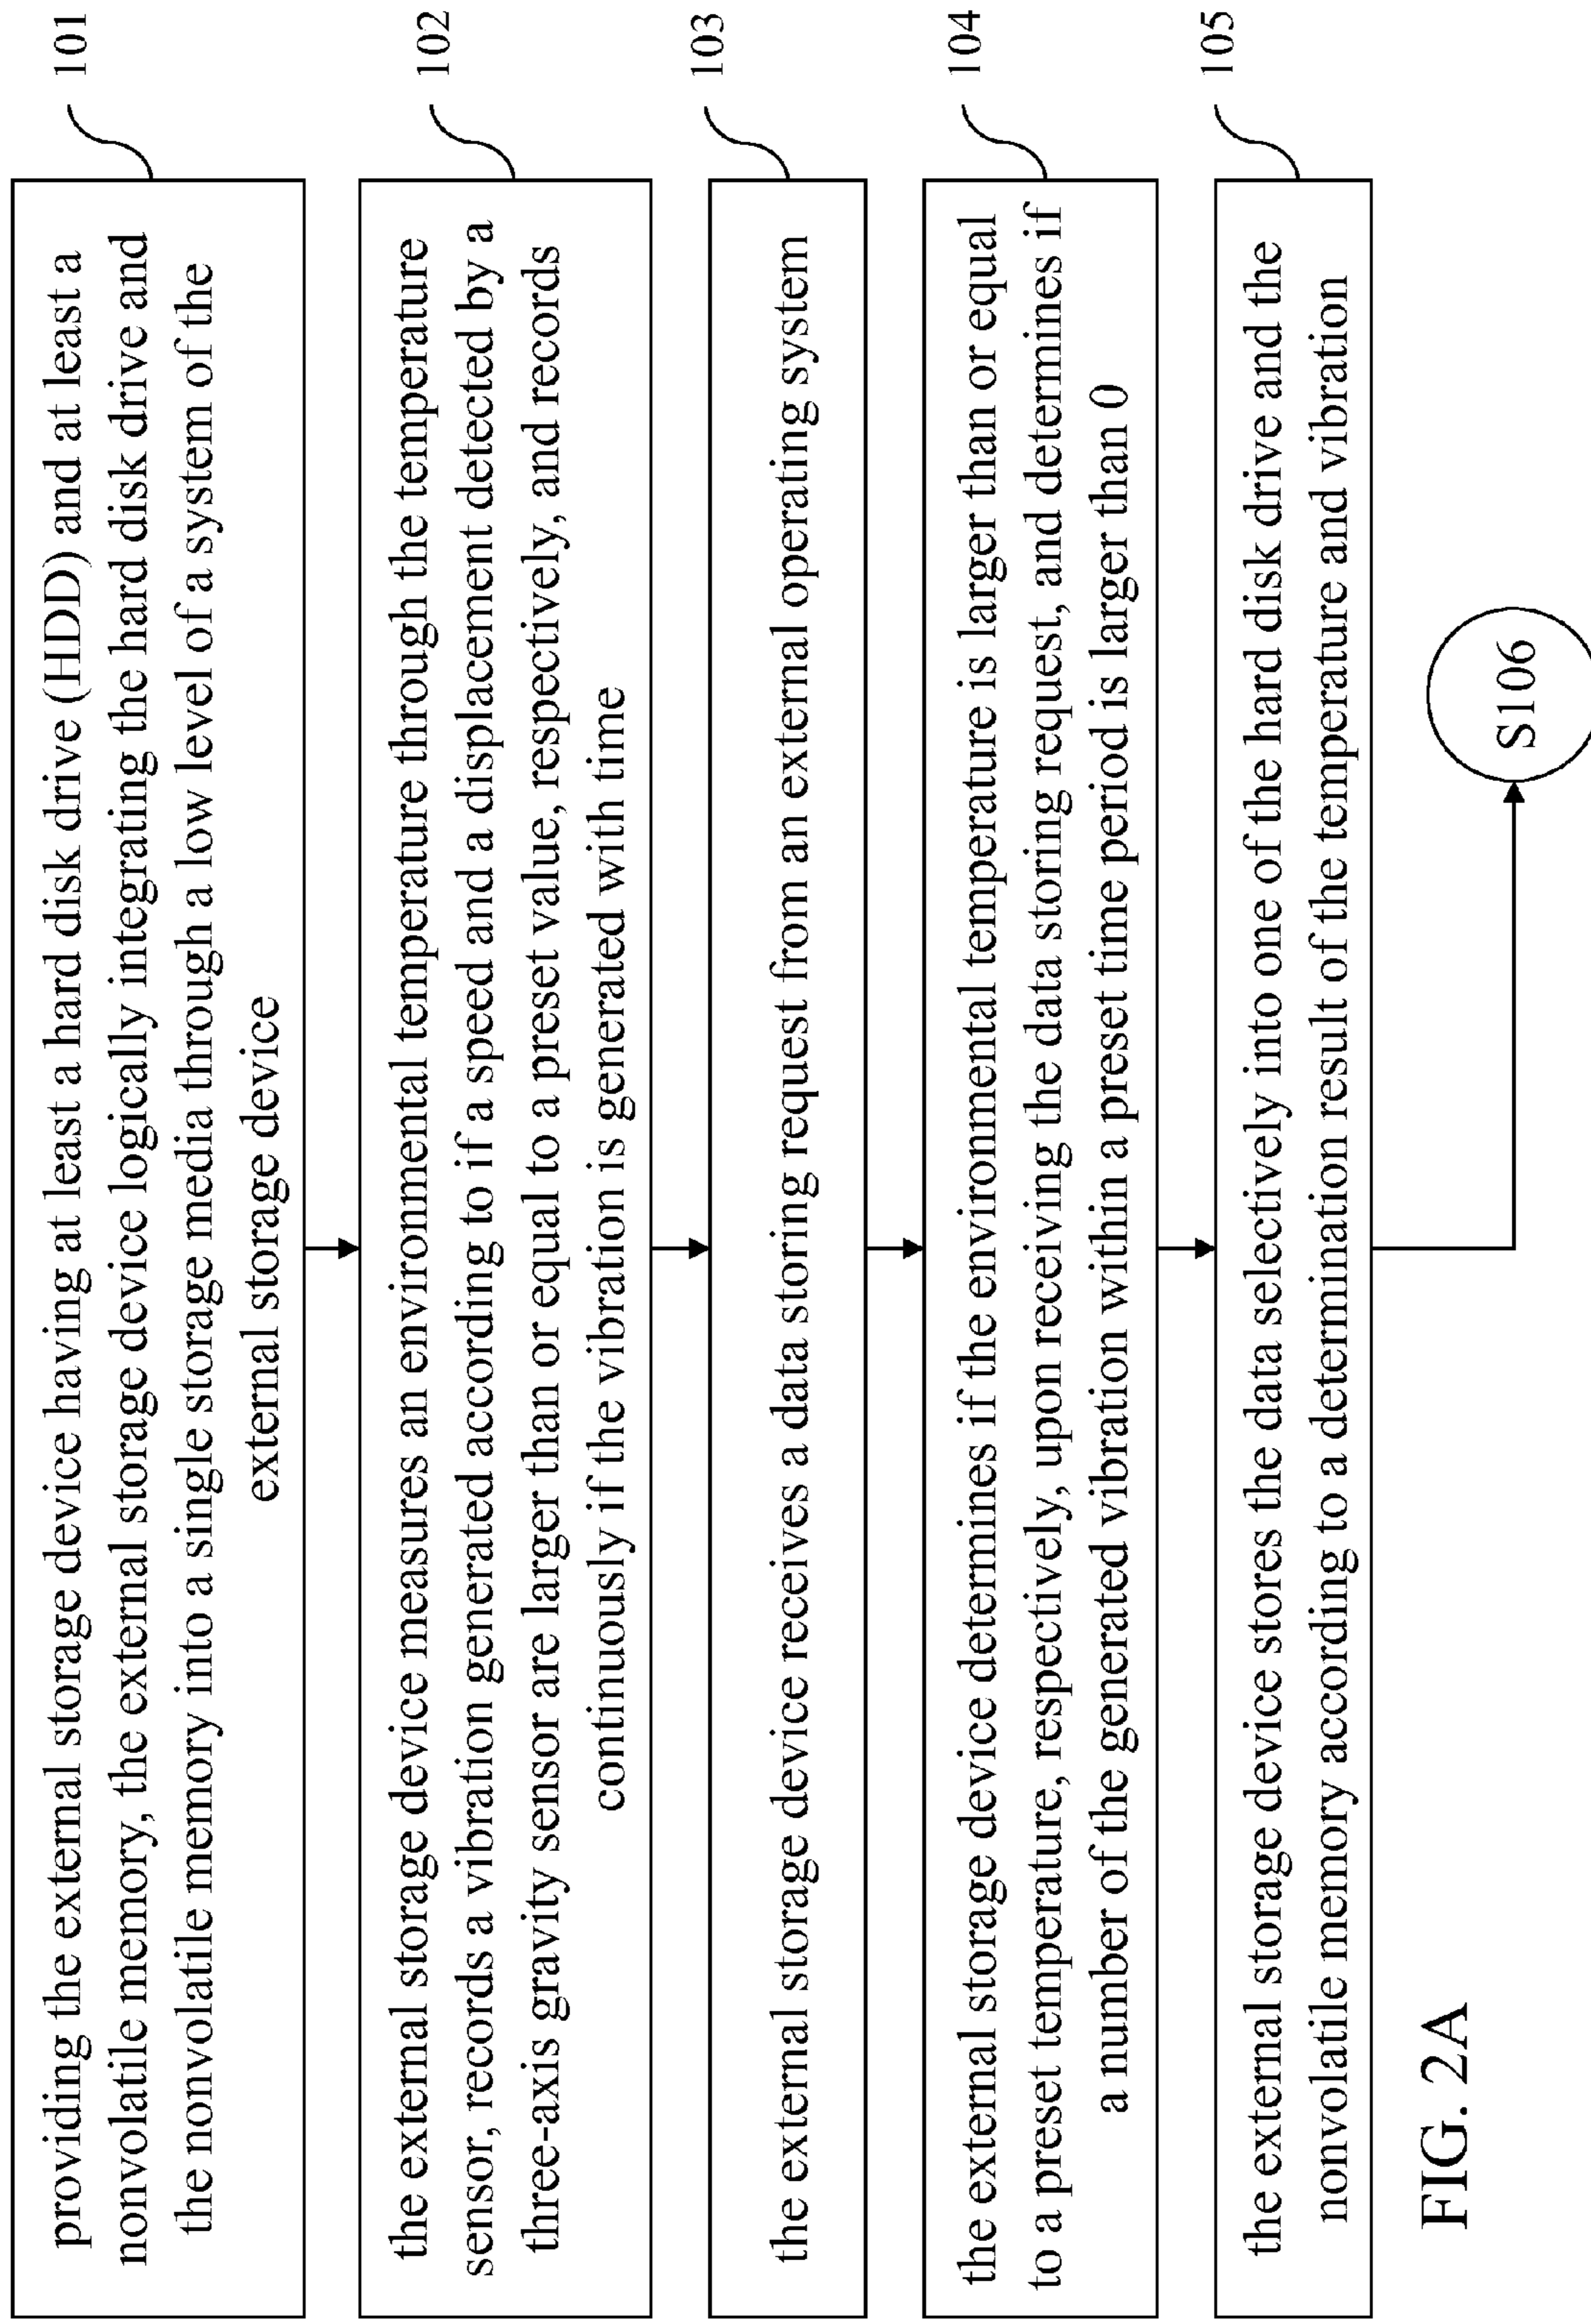 providing the external storage device having at least a hard disk drive (HDD) and at least a
nonvolatile memory, the external storage device logically integrating the hard disk drive and
the nonvolatile memory into a single storage media through a low level of a system of the
external storage device
101
the external storage device measures an environmental temperature through the temperature
sensor, records a vibration generated according to if a speed and a displacement detected by a
three-axis gravity sensor are larger than or equal to a preset value, respectively, and records
continuously if the vibration is generated with time
102
the external storage device receives a data storing request from an external operating system
103
the external storage device determines if the environmental temperature is larger than or equal
to a preset temperature, respectively, upon receiving the data storing request, and determines if
a number of the generated vibration within a preset time period is larger than 0
104
the external storage device stores the data selectively into one of the hard disk drive and the
nonvolatile memory according to a determination result of the temperature and vibration
105
S106
FIG. 2A